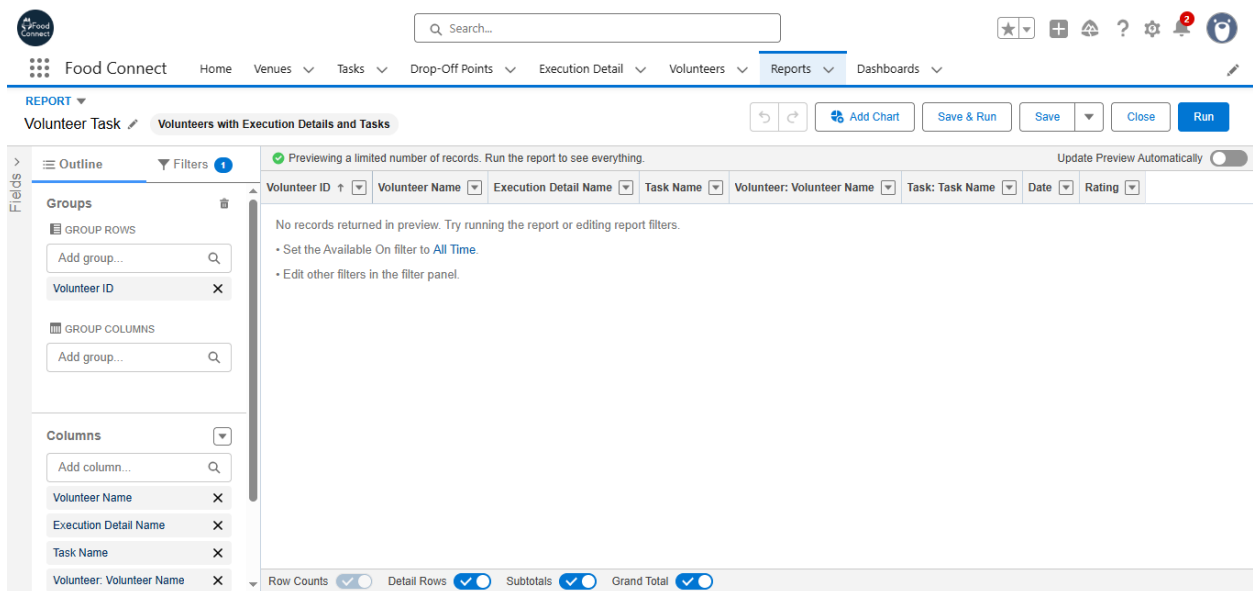 Food
Connect
Search...
2
Food Connect
Home
Venues
Tasks
Drop-Off Points
Execution Detail
Volunteers
Reports
Dashboards
REPORT
Volunteer Task
Volunteers with Execution Details and Tasks
Add Chart
Save & Run
Save
Close
Run
Fields
Outline
Filters 1
Previewing a limited number of records. Run the report to see everything.
Update Preview Automatically
Groups
GROUP ROWS
Add group...
Volunteer ID
GROUP COLUMNS
Add group...
Columns
Add column...
Volunteer Name
Execution Detail Name
Task Name
Volunteer: Volunteer Name
Volunteer ID
Volunteer Name
Execution Detail Name
Task Name
Volunteer: Volunteer Name
Task: Task Name
Date
Rating
No records returned in preview. Try running the report or editing report filters.
• Set the Available On filter to All Time.
• Edit other filters in the filter panel.
Row Counts
Detail Rows
Subtotals
Grand Total